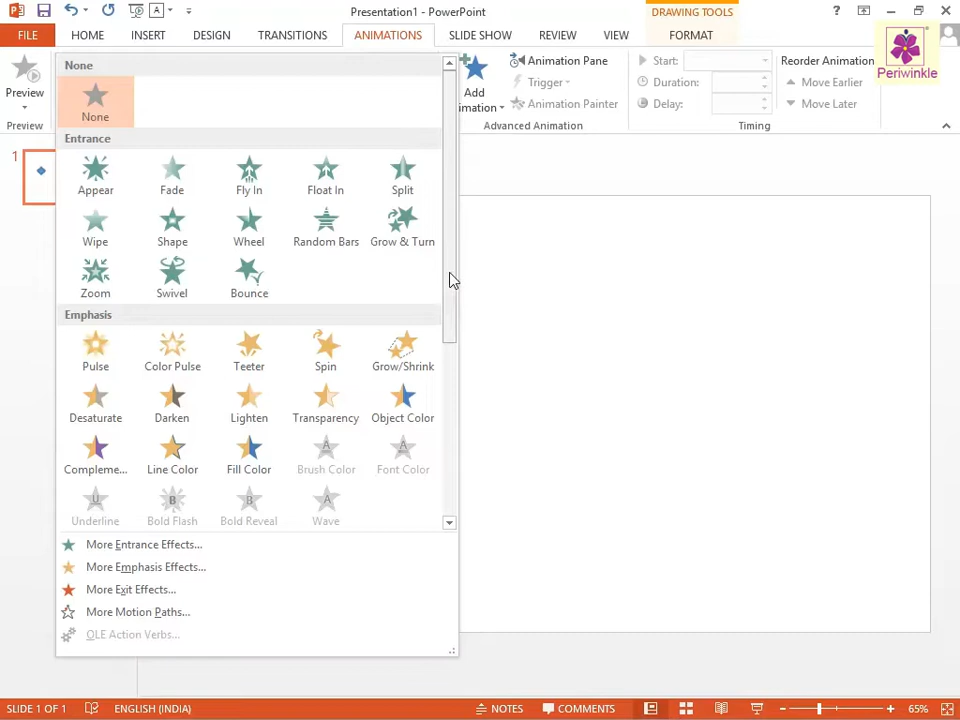 Presentation1 - PowerPoint
DRAWING TOOLS
FILE
HOME
INSERT
DESIGN
TRANSITIONS
ANIMATIONS
SLIDE SHOW
REVIEW
VIEW
FORMAT
Periwinkle
Preview
Preview
Add
imation
Animation Pane
Trigger
Animation Painter
Advanced Animation
Start:
Duration:
Delay:
Reorder Animation
Move Earlier
Move Later
Timing
None
None
Entrance
Appear
Fade
Fly In
Float In
Split
Wipe
Shape
Wheel
Random Bars
Grow & Turn
Zoom
Swivel
Bounce
Emphasis
Pulse
Color Pulse
Teeter
Spin
Grow/Shrink
Desaturate
Darken
Lighten
Transparency
Object Color
Compleme...
Line Color
Fill Color
Brush Color
Font Color
Underline
Bold Flash
Bold Reveal
Wave
More Entrance Effects...
More Emphasis Effects...
More Exit Effects...
More Motion Paths...
OLE Action Verbs...
1
SLIDE 1 OF 1
ENGLISH (INDIA)
NOTES
COMMENTS
65%